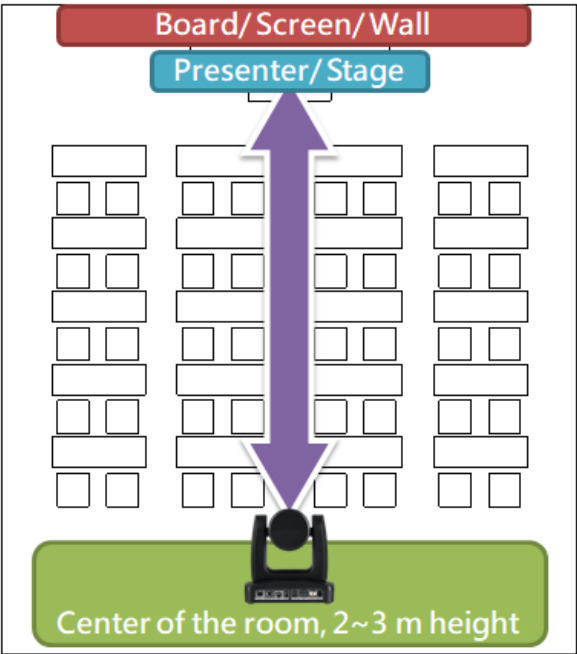 Board/ Screen/ Wall
Presenter/ Stage
Center of the room, 2~3 m height